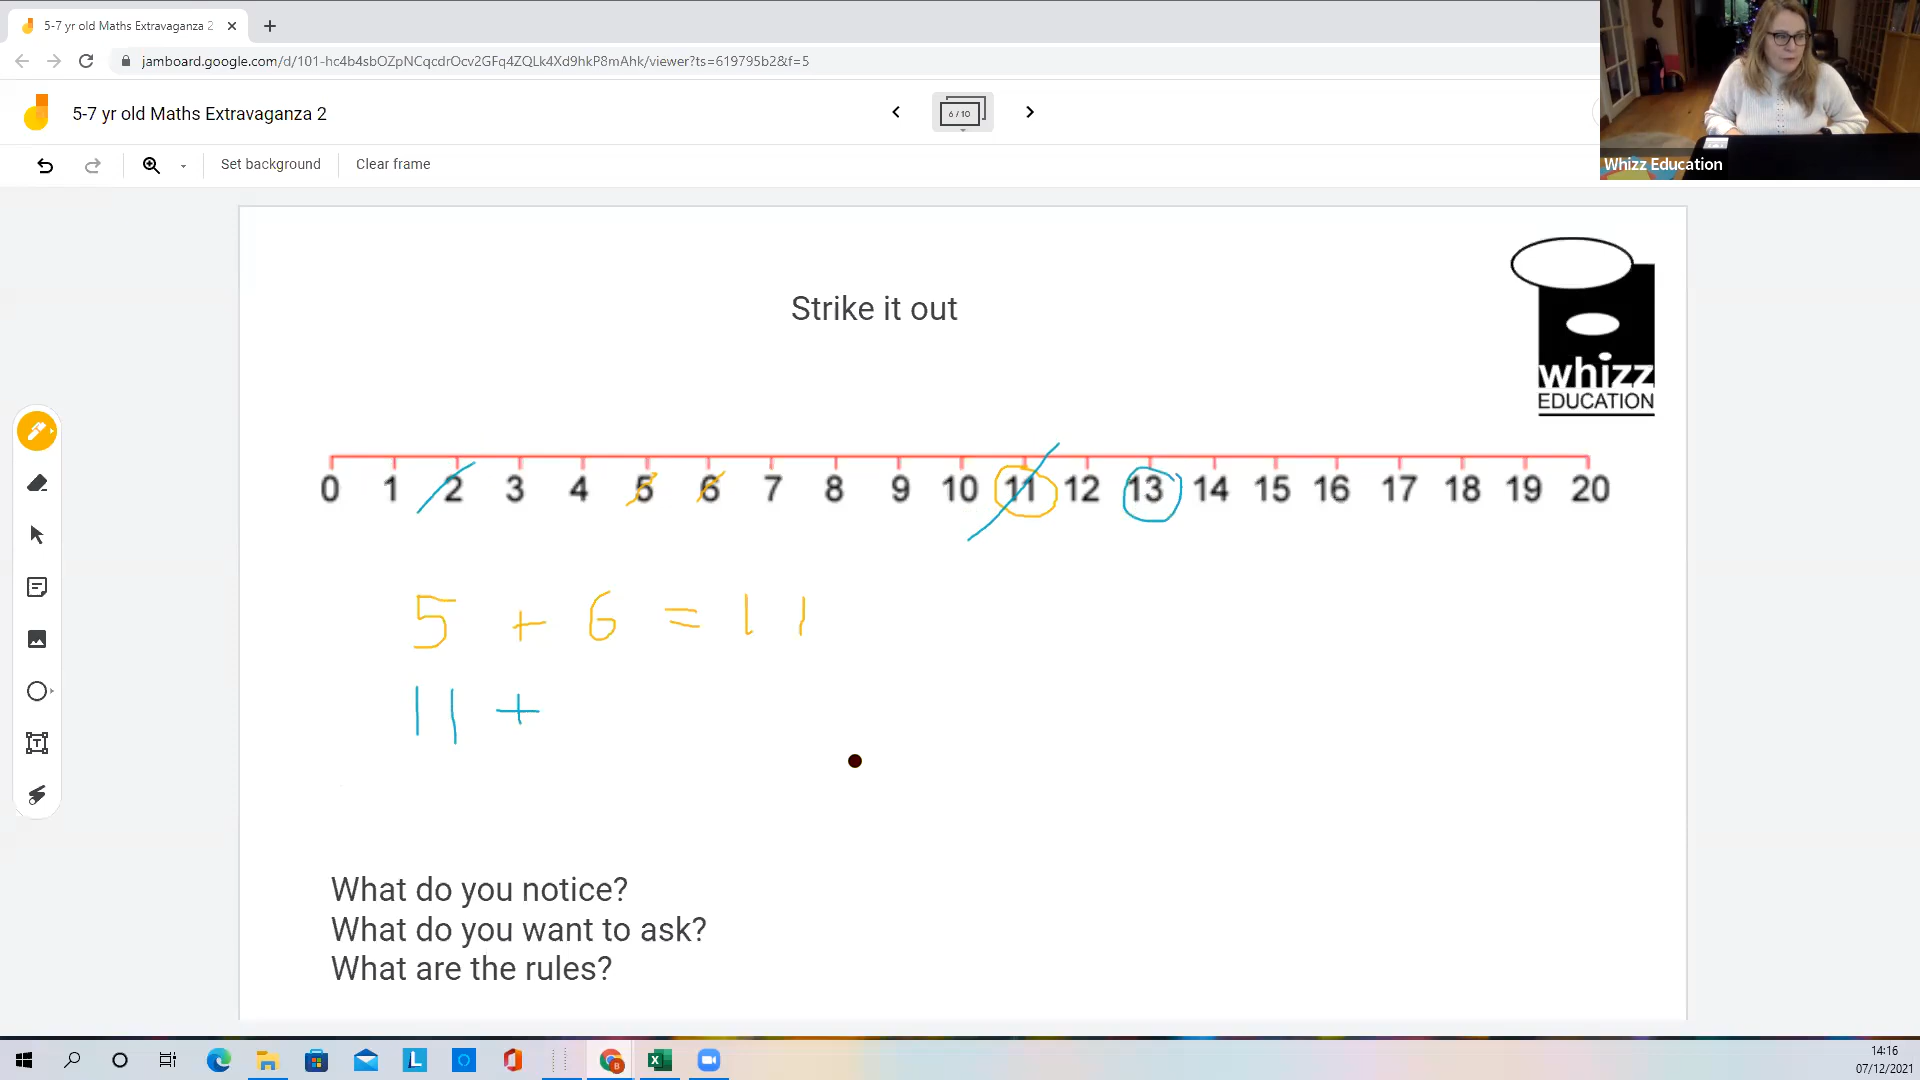 5-7 yr old Maths Extravaganza 2
jamboard.google.com/d/101-hc4b4sbOZpNCqcdrOcv2GFq4ZQLk4Xd9hkP8mAhk/viewer?ts=619795b2&f=5
5-7 yr old Maths Extravaganza 2
6 / 10
Set background
Clear frame
Whizz Education
Strike it out
whizz
EDUCATION
0 1 2 3 4 5 6 7 8 9 10 11 12 13 14 15 16 17 18 19 20
5 + 6 = 11
11 +
What do you notice?
What do you want to ask?
What are the rules?
14:16
07/12/2021